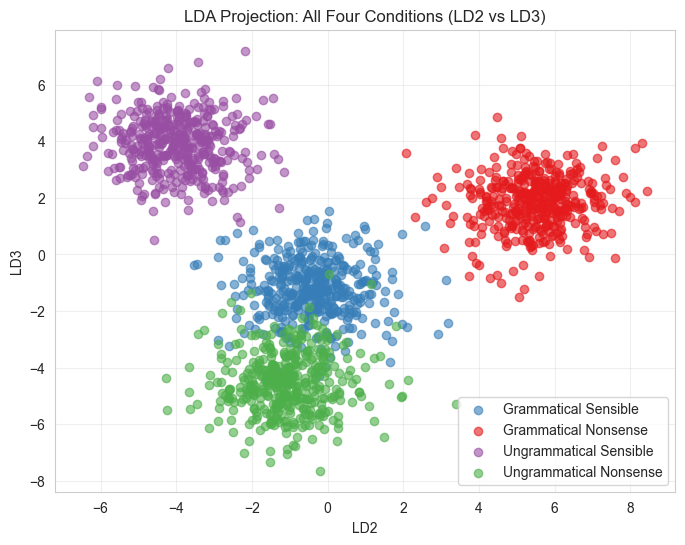 LDA Projection: All Four Conditions (LD2 vs LD3)
LD3
6
4
2
0
−2
−4
−6
−8
−6
−4
−2
0
2
4
6
8
LD2
Grammatical Sensible
Grammatical Nonsense
Ungrammatical Sensible
Ungrammatical Nonsense